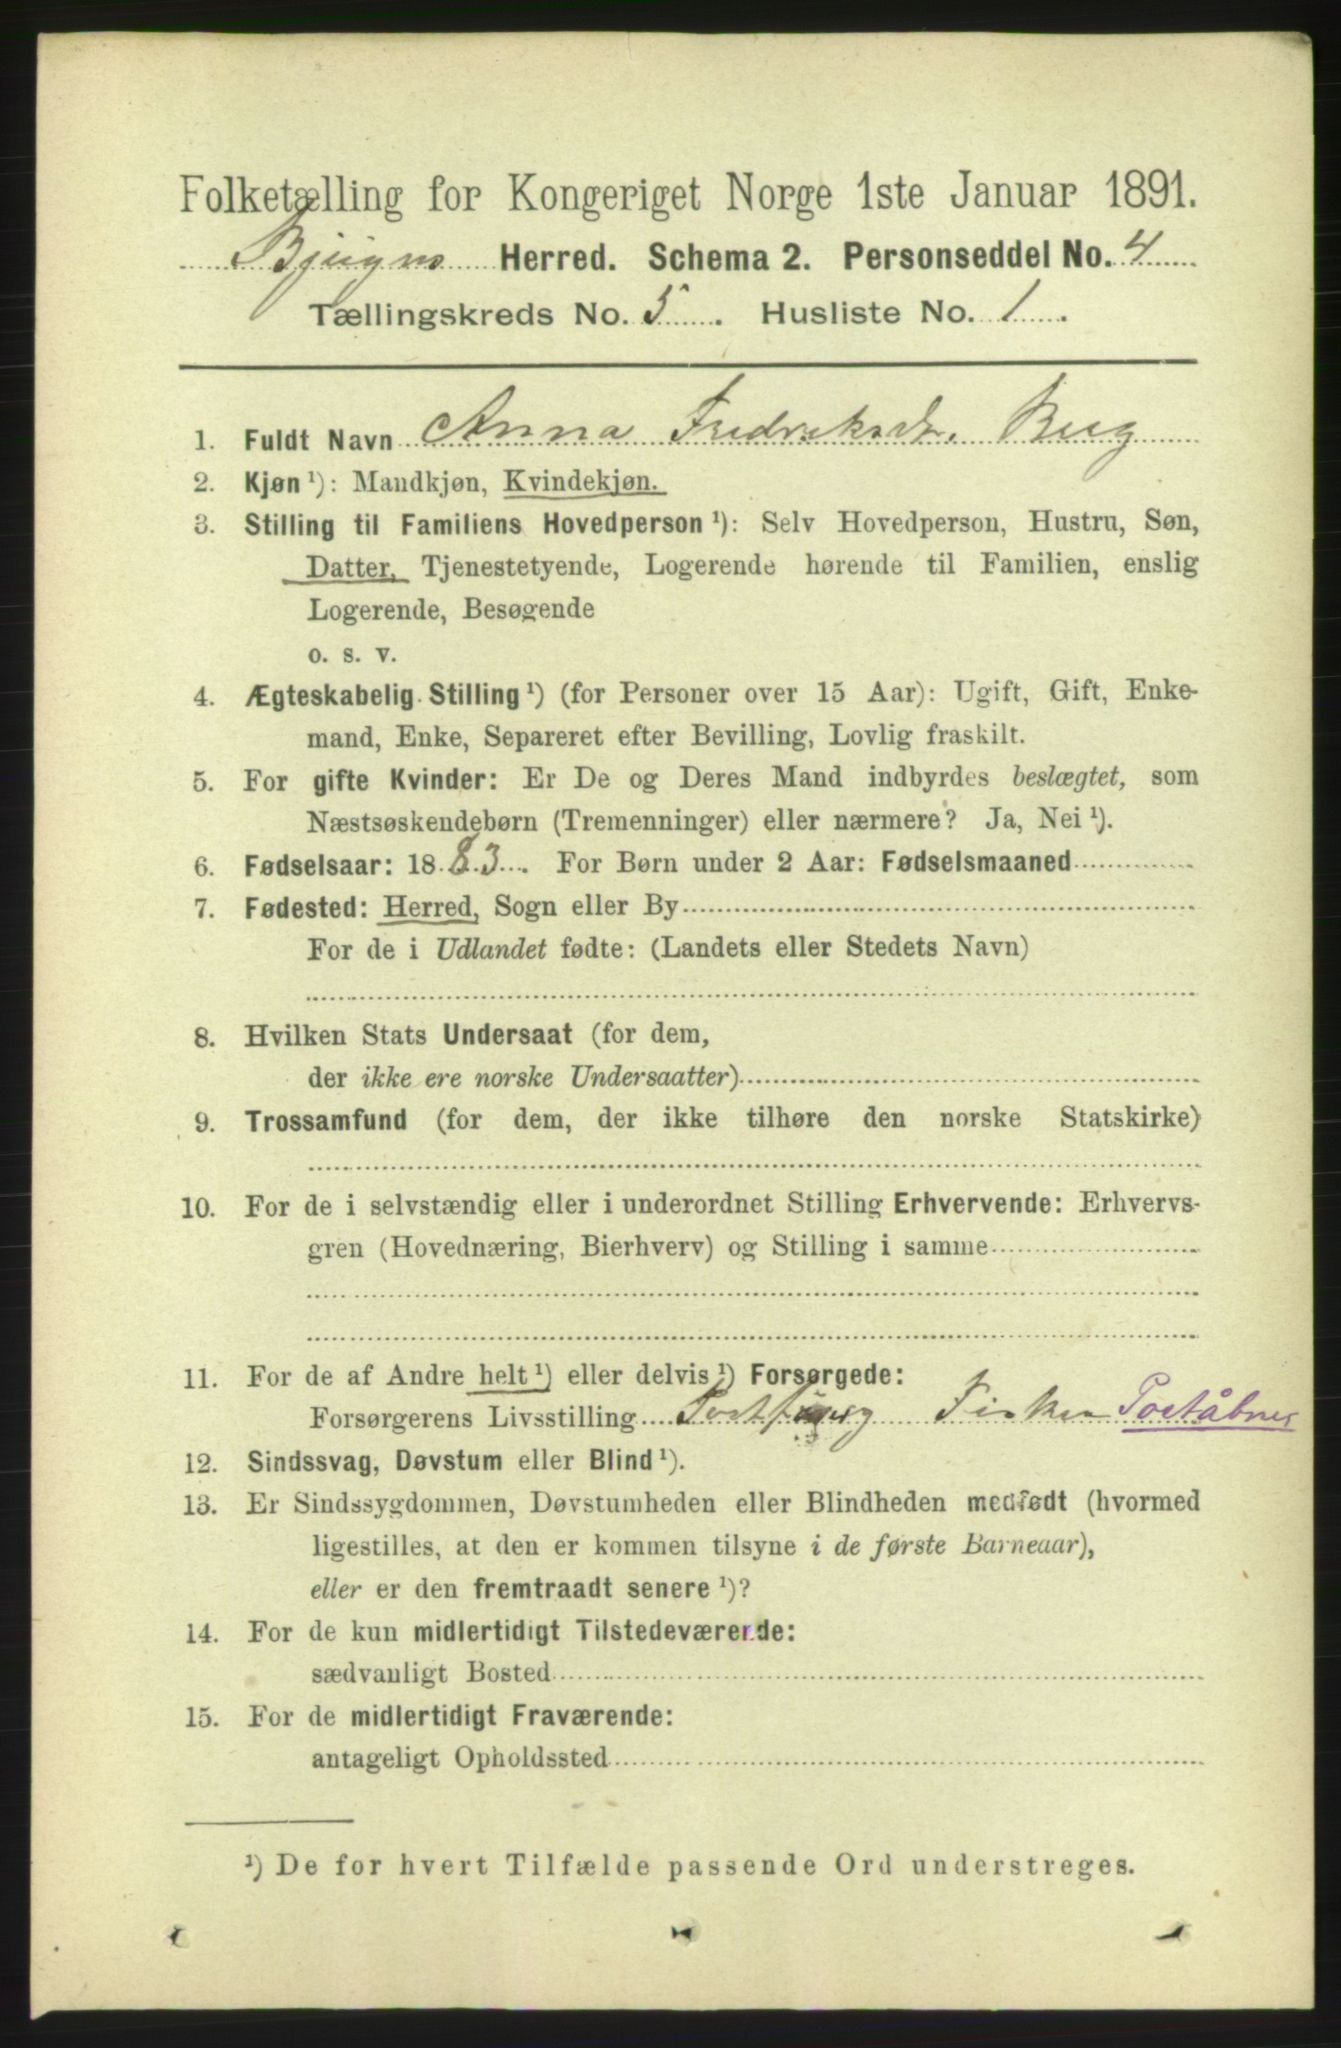 Folketælling for Kongeriget Norge 1ste Januar 1891.
Bjugn Herred. Schema 2. Personseddel No. 4
Tællingskreds No. 5. Husliste No. 1.
1. Fuldt Navn Anna Fredriksdr. Berg
2. Kjøn ¹): Mandkjøn, Kvindekjøn.
3. Stilling til Familiens Hovedperson ¹): Selv Hovedperson, Hustru, Søn,
Datter, Tjenestetyende, Logerende hørende til Familien, enslig
Logerende, Besøgende
o. s. v.
4. Ægteskabelig Stilling ¹) (for Personer over 15 Aar): Ugift, Gift, Enke-
mand, Enke, Separeret efter Bevilling, Lovlig fraskilt.
5. For gifte Kvinder: Er De og Deres Mand indbyrdes beslægtet, som
Næstsøskendebørn (Tremenninger) eller nærmere? Ja, Nei ¹).
6. Fødselsaar: 1883. For Børn under 2 Aar: Fødselsmaaned
7. Fødested: Herred, Sogn eller By
For de i Udlandet fødte: (Landets eller Stedets Navn)
8. Hvilken Stats Undersaat (for dem,
der ikke ere norske Undersaatter)
9. Trossamfund (for dem, der ikke tilhøre den norske Statskirke)
10. For de i selvstændig eller i underordnet Stilling Erhvervende: Erhvervs-
gren (Hovednæring, Bierhverv) og Stilling i samme
11. For de af Andre helt ¹) eller delvis ¹) Forsørgede:
Forsørgerens Livsstilling Fisker Poståbner
12. Sindssvag, Døvstum eller Blind ¹).
13. Er Sindssygdommen, Døvstumheden eller Blindheden medfødt (hvormed
ligestilles, at den er kommen tilsyne i de første Barneaar),
eller er den fremtraadt senere ¹)?
14. For de kun midlertidigt Tilstedeværende:
sædvanligt Bosted
15. For de midlertidigt Fraværende:
antageligt Opholdssted
¹) De for hvert Tilfælde passende Ord understreges.